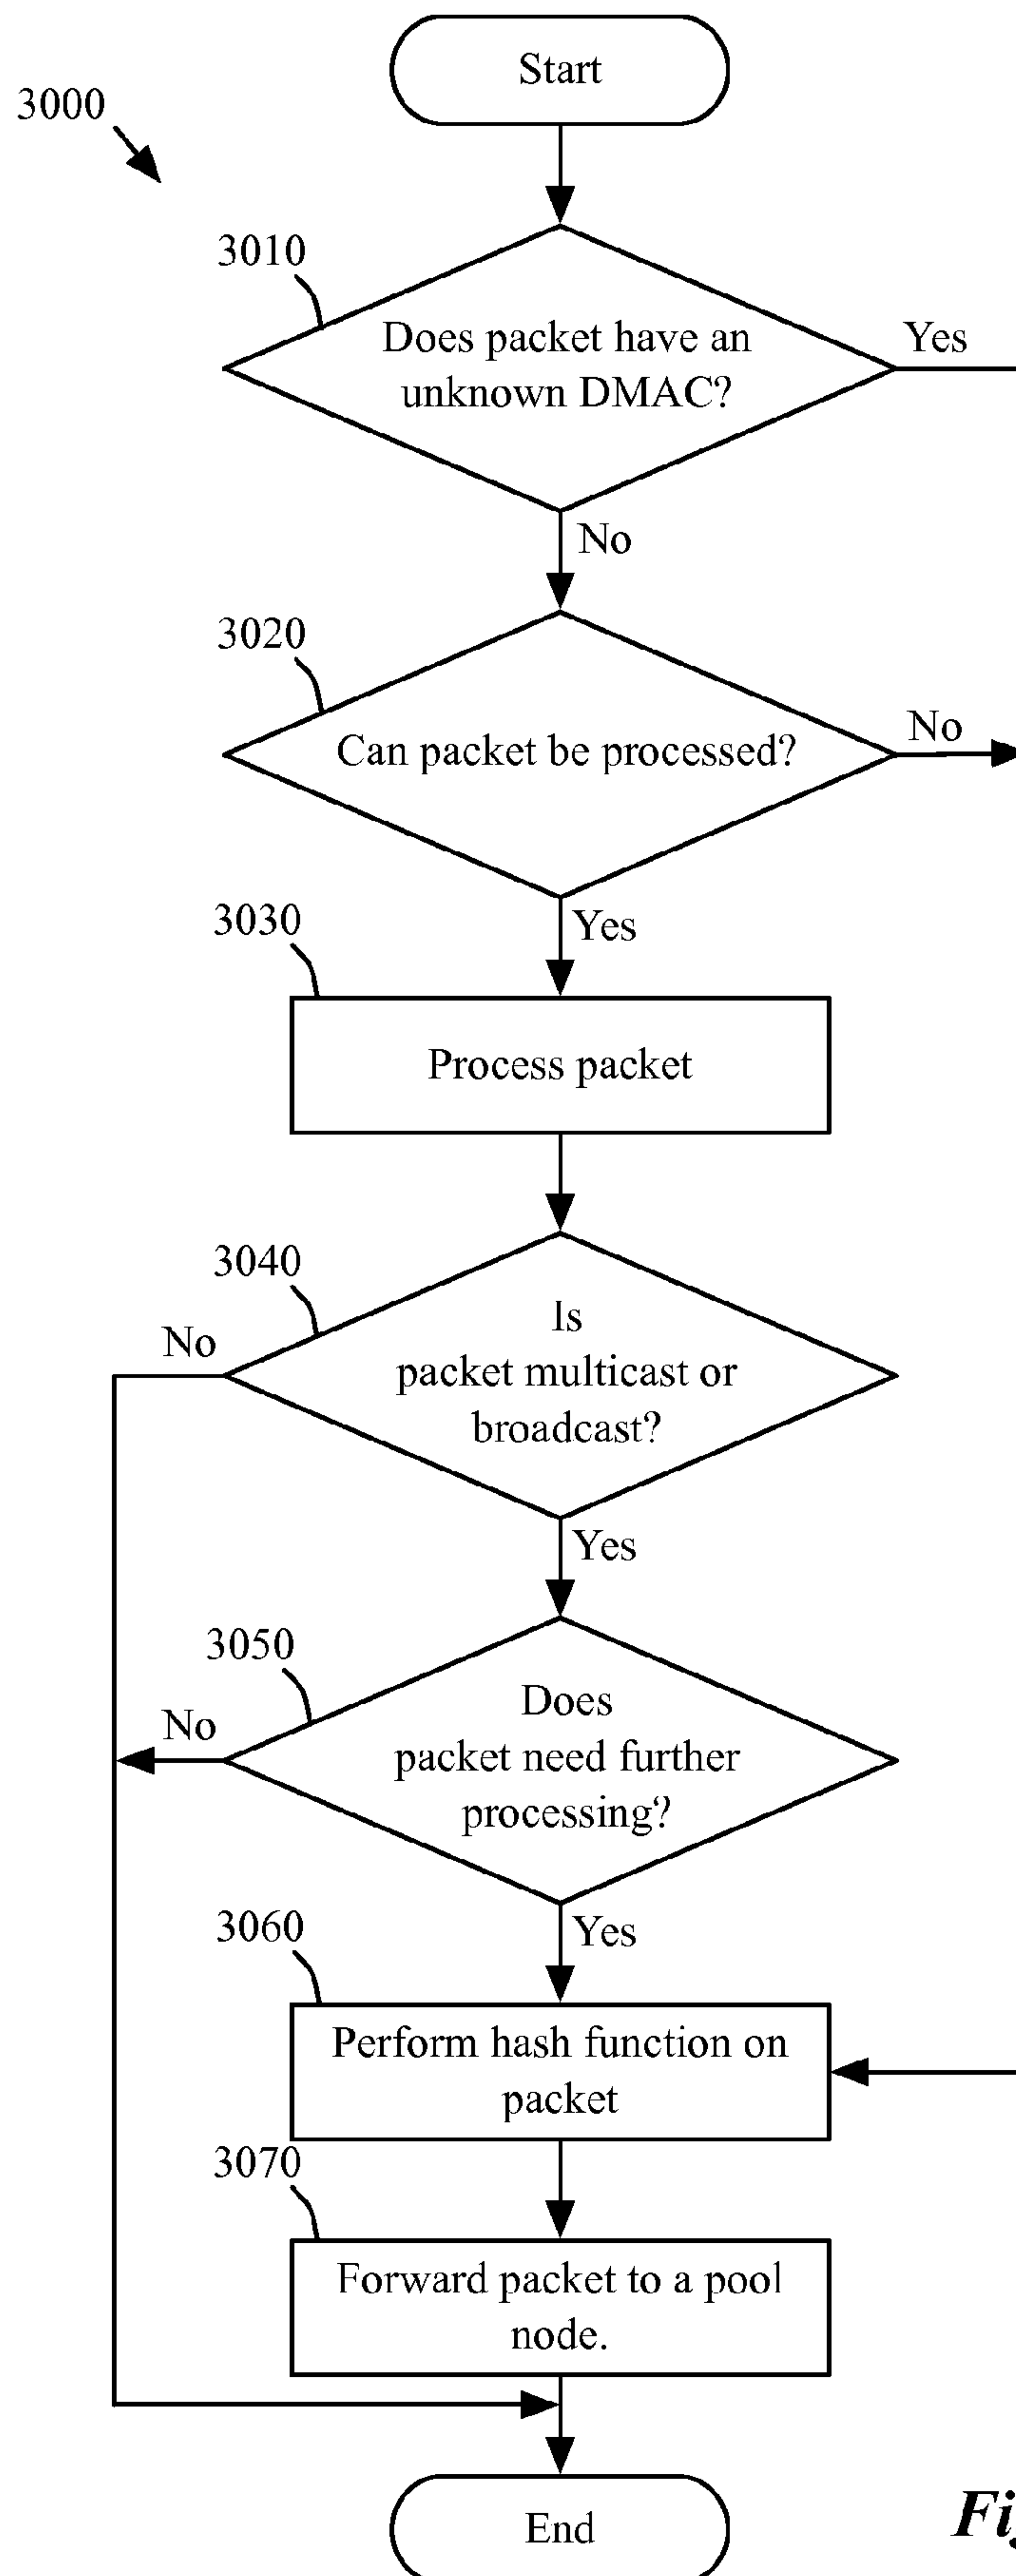 Start
3000
3010
Does packet have an
unknown DMAC?
Yes
No
3020
Can packet be processed?
No
Yes
3030
Process packet
3040
Is
packet multicast or
broadcast?
No
Yes
3050
Does
packet need further
processing?
No
Yes
3060
Perform hash function on
packet
3070
Forward packet to a pool
node.
End